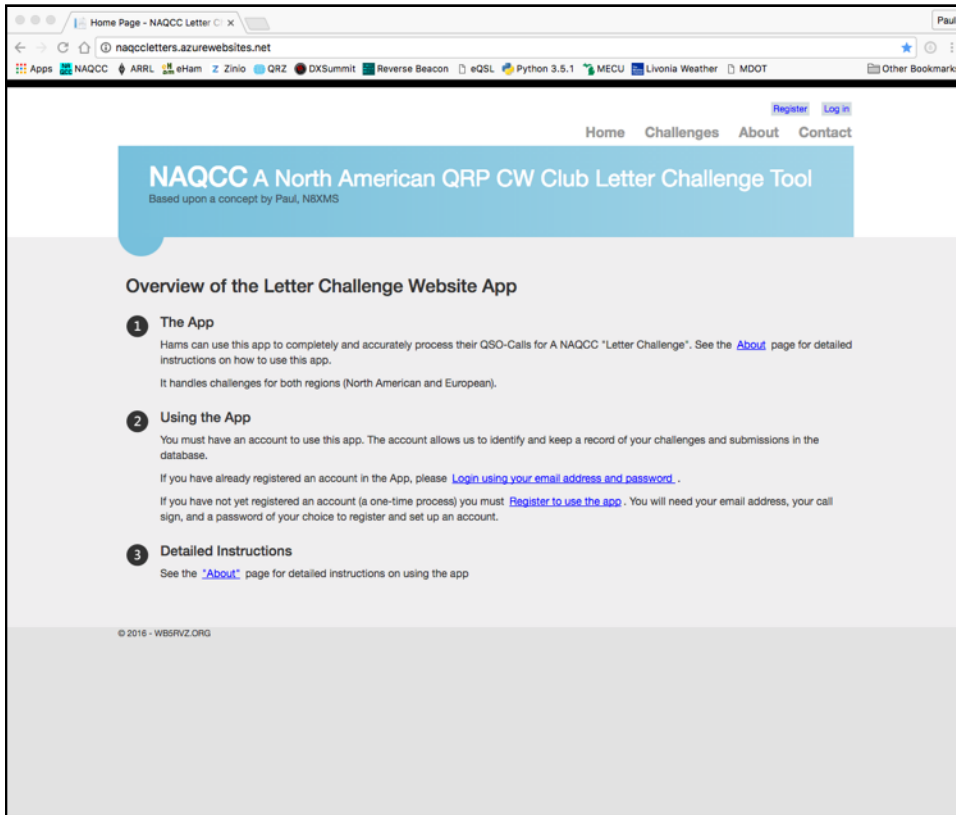 Home Page - NAQCC Letter C
Paul
naqccletters.azurewebsites.net
Apps NAQCC ARRL eHam Zinio QRZ DXSummit Reverse Beacon eQSL Python 3.5.1 MECU Livonia Weather MDOT Other Bookmarks
Register Log in
Home Challenges About Contact
NAQCC A North American QRP CW Club Letter Challenge Tool
Based upon a concept by Paul, N8XMS
Overview of the Letter Challenge Website App
1 The App
Hams can use this app to completely and accurately process their QSO-Calls for A NAQCC "Letter Challenge". See the About page for detailed
instructions on how to use this app.
It handles challenges for both regions (North American and European).
2 Using the App
You must have an account to use this app. The account allows us to identify and keep a record of your challenges and submissions in the
database.
If you have already registered an account in the App, please Login using your email address and password .
If you have not yet registered an account (a one-time process) you must Register to use the app . You will need your email address, your call
sign, and a password of your choice to register and set up an account.
3 Detailed Instructions
See the "About" page for detailed instructions on using the app
© 2016 - WB5RVZ.ORG